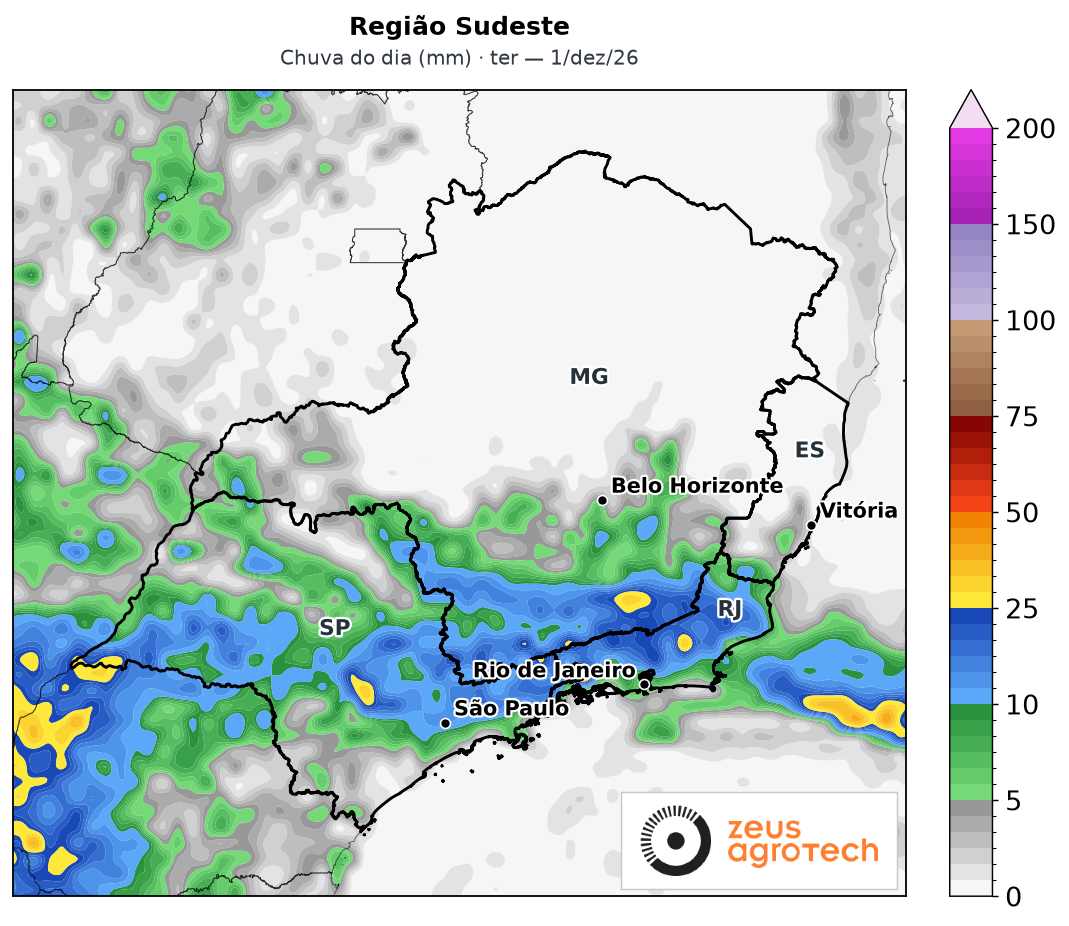 Região Sudeste
Chuva do dia (mm) · ter — 1/dez/26
MG
ES
Belo Horizonte
Vitória
RJ
SP
Rio de Janeiro
São Paulo
zeus
agrotech
200
150
100
75
50
25
10
5
0